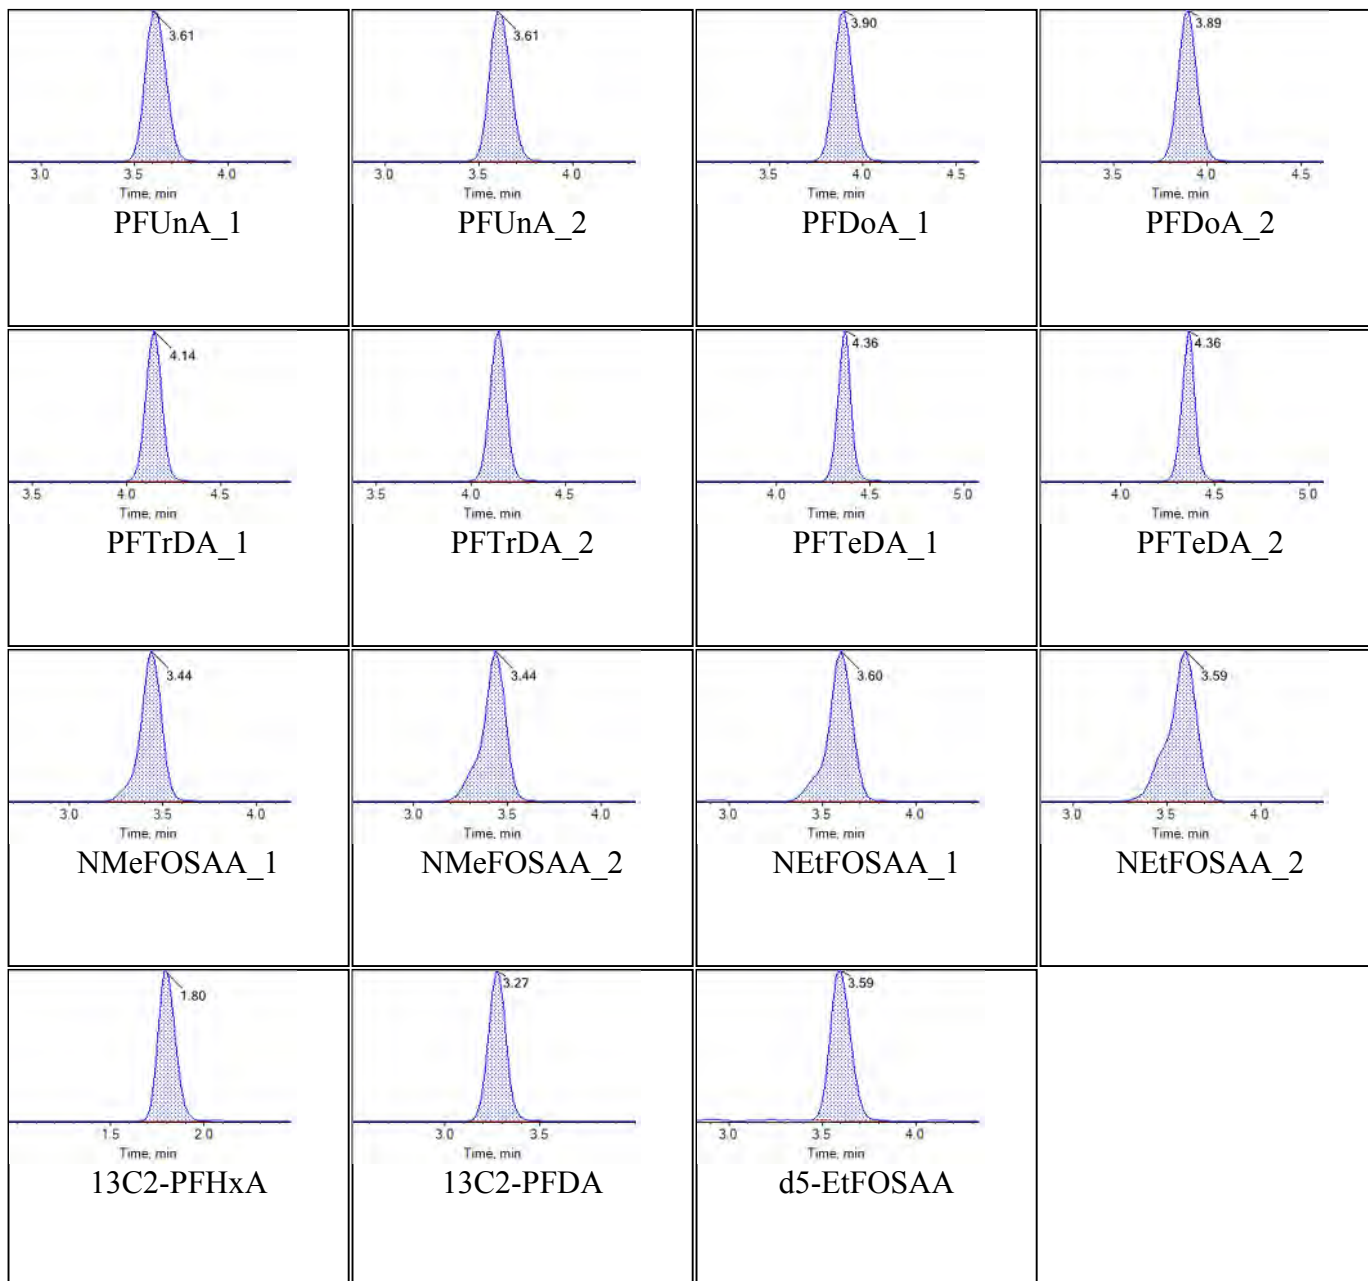 3.61
3.0 3.5 4.0
Time, min
PFUnA_1
3.61
3.0 3.5 4.0
Time, min
PFUnA_2
3.90
3.5 4.0 4.5
Time, min
PFDoA_1
3.89
3.5 4.0 4.5
Time, min
PFDoA_2
4.14
3.5 4.0 4.5
Time, min
PFTrDA_1
3.5 4.0 4.5
Time, min
PFTrDA_2
4.36
4.0 4.5 5.0
Time, min
PFTeDA_1
4.36
4.0 4.5 5.0
Time, min
PFTeDA_2
3.44
3.0 3.5 4.0
Time, min
NMeFOSAA_1
3.44
3.0 3.5 4.0
Time, min
NMeFOSAA_2
3.60
3.0 3.5 4.0
Time, min
NEtFOSAA_1
3.59
3.0 3.5 4.0
Time, min
NEtFOSAA_2
1.80
1.5 2.0
Time, min
13C2-PFHxA
3.27
3.0 3.5
Time, min
13C2-PFDA
3.59
3.0 3.5 4.0
Time, min
d5-EtFOSAA